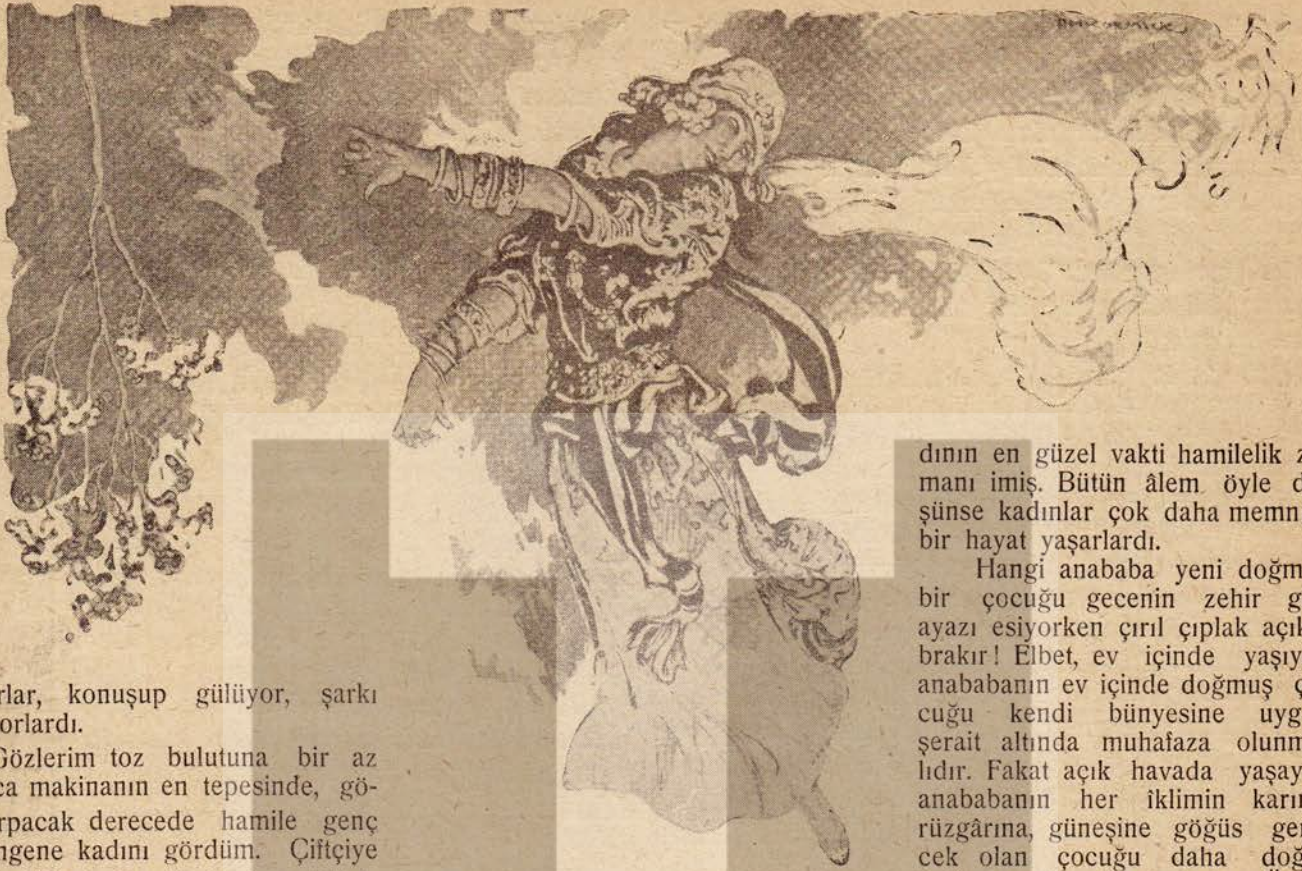 rlar, konuşup gülüyor, şarkı
orlardı.
Gözlerim toz bulutuna bir az
ca makinanın en tepesinde, gö-
rpacak derecede hamile genç
ngene kadını gördüm. Çiftçiye
dının en güzel vakti hamilelik z
manı imiş. Bütün âlem öyle d
şünse kadınlar çok daha memn
bir hayat yaşarlardı.
Hangi anababa yeni doğm
bir çocuğu gecenin zehir g
ayazı esiyorken çırıl çıplak açık
brakır! Elbet, ev içinde yaşıy
anababanın ev içinde doğmuş ç
cuğu kendi bünyesine uyg
şerait altında muhafaza olunm
lıdır. Fakat açık havada yaşay
anababanın her iklimin karın
rüzgârına, güneşine göğüs ger
cek olan çocuğu daha doğ